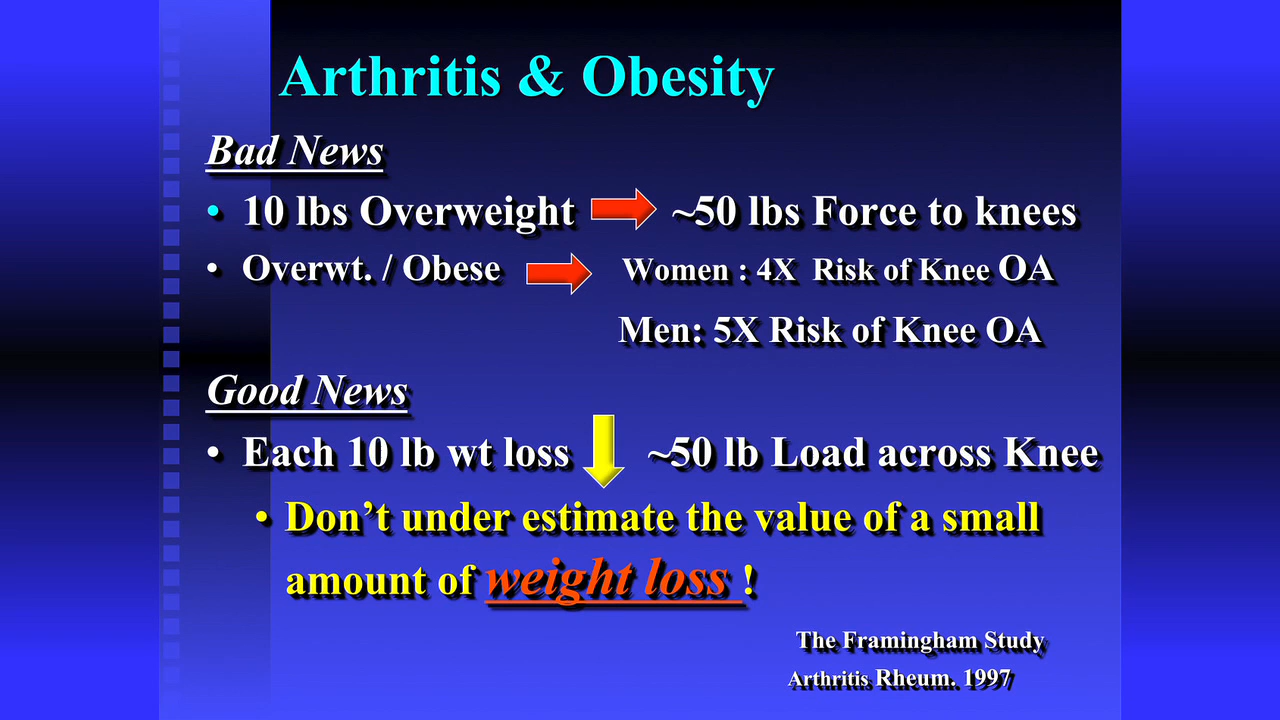 Arthritis & Obesity
Bad News
• 10 lbs Overweight ~50 lbs Force to knees
• Overwt. / Obese Women : 4X Risk of Knee OA
Men: 5X Risk of Knee OA
Good News
• Each 10 lb wt loss ~50 lb Load across Knee
• Don’t under estimate the value of a small
amount of weight loss !
The Framingham Study
Arthritis Rheum. 1997